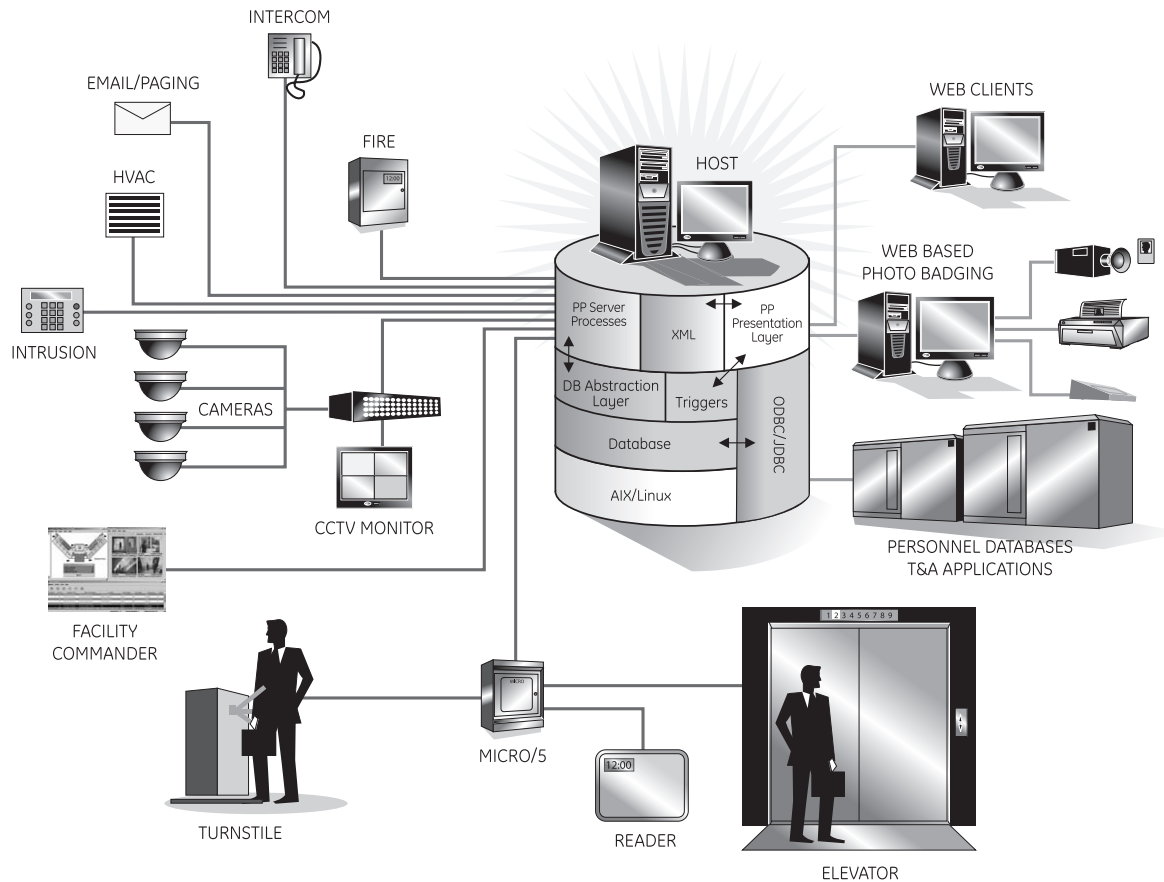 INTERCOM
EMAIL/PAGING
WEB CLIENTS
FIRE
HOST
HVAC
12:00
WEB BASED
PHOTO BADGING
PP Server
Processes
XML
PP
Presentation
Layer
INTRUSION
DB Abstraction
Layer
Triggers
ODBC/JDBC
CAMERAS
Database
AIX/Linux
CCTV MONITOR
PERSONNEL DATABASES
T&A APPLICATIONS
FACILITY
COMMANDER
1 2 3 4 5 6 7 8 9
MICRO
MICRO/5
12:00
TURNSTILE
READER
ELEVATOR